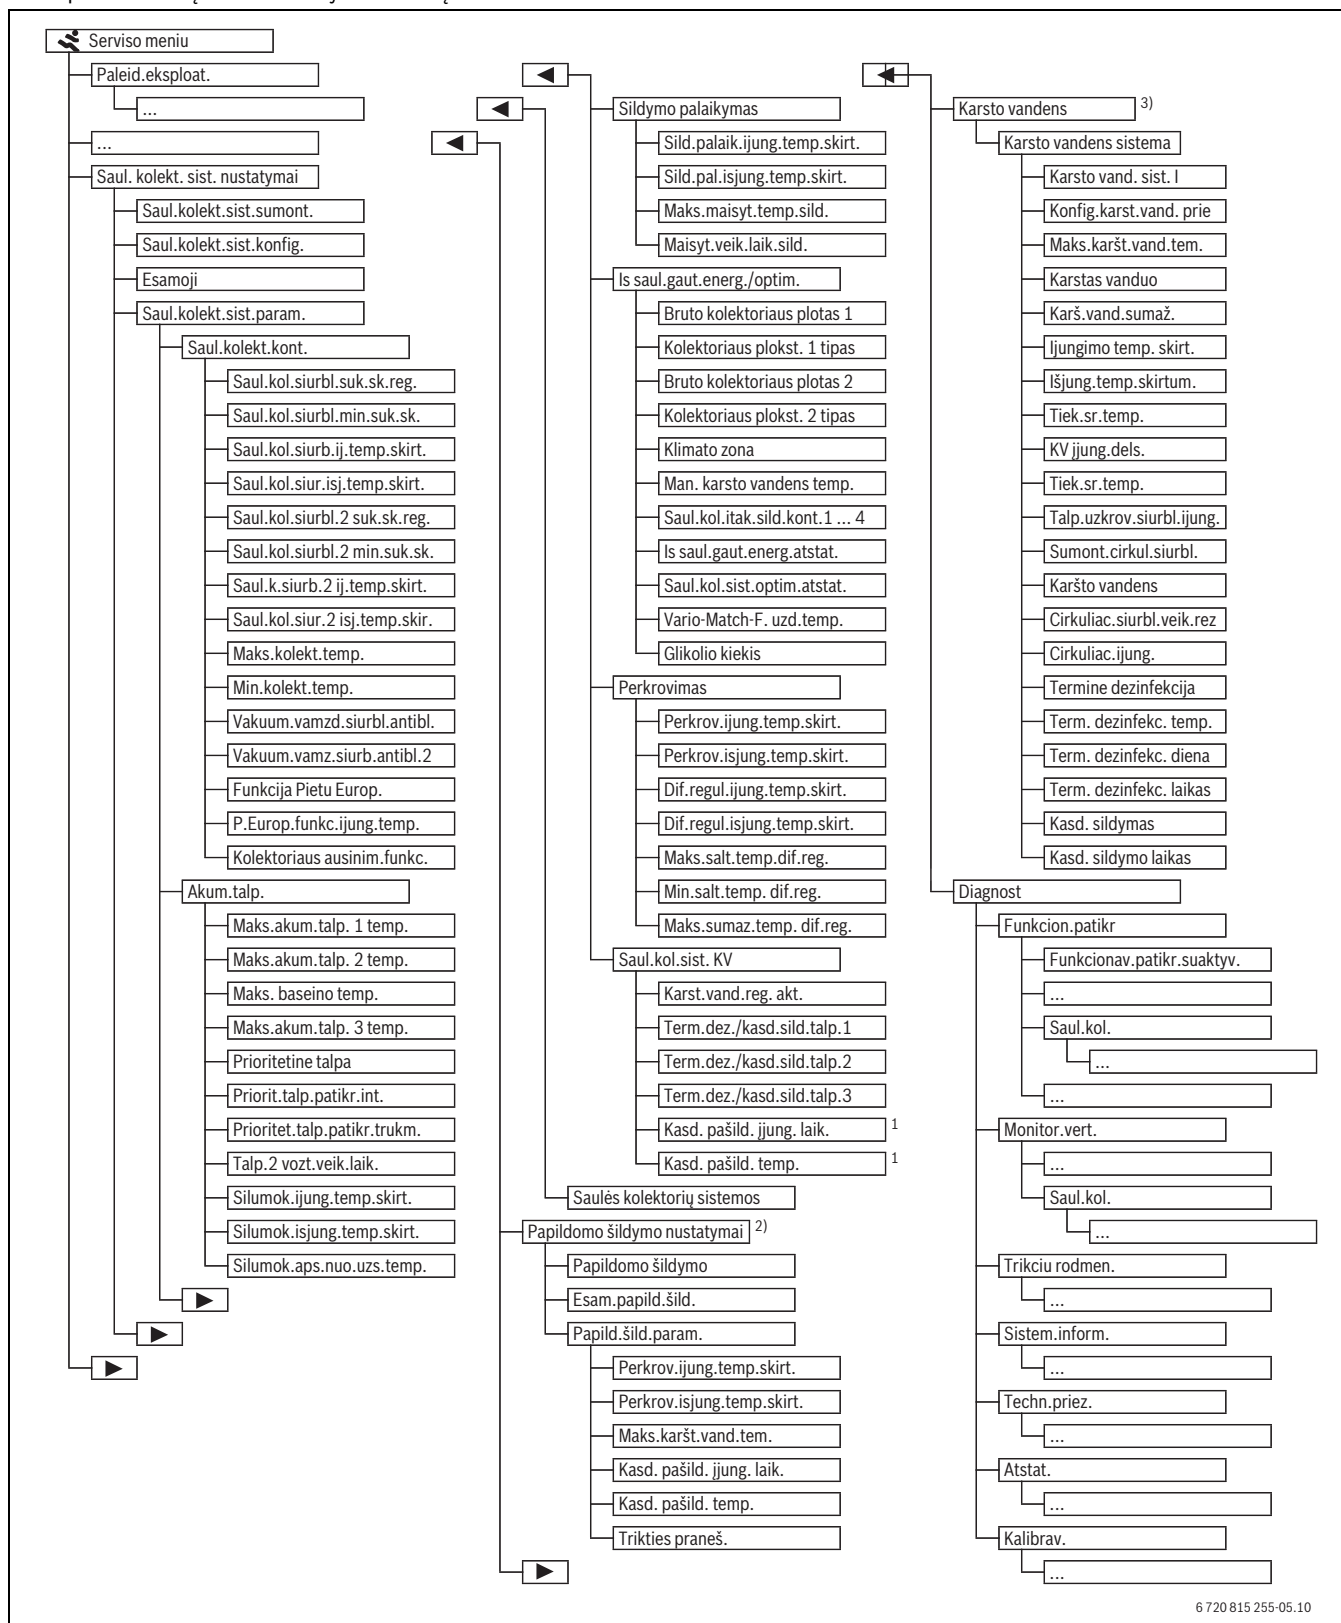 Serviso meniu
Paleid.eksploat.
...
...
Saul. kolekt. sist. nustatymai
Saul.kolekt.sist.sumont.
Saul.kolekt.sist.konfig.
Esamoji
Saul.kolekt.sist.param.
Saul.kolekt.kont.
Saul.kol.siurbl.suk.sk.reg.
Saul.kol.siurbl.min.suk.sk.
Saul.kol.siurb.ij.temp.skirt.
Saul.kol.siur.isj.temp.skirt.
Saul.kol.siurbl.2 suk.sk.reg.
Saul.kol.siurbl.2 min.suk.sk.
Saul.k.siurb.2 ij.temp.skirt.
Saul.kol.siur.2 isj.temp.skir.
Maks.kolekt.temp.
Min.kolekt.temp.
Vakuum.vamzd.siurbl.antibl.
Vakuum.vamz.siurb.antibl.2
Funkcija Pietu Europ.
P.Europ.funkc.ijung.temp.
Kolektoriaus ausinim.funkc.
Akum.talp.
Maks.akum.talp. 1 temp.
Maks.akum.talp. 2 temp.
Maks. baseino temp.
Maks.akum.talp. 3 temp.
Prioritetine talpa
Priorit.talp.patikr.int.
Prioritet.talp.patikr.trukm.
Talp.2 vozt.veik.laik.
Silumok.ijung.temp.skirt.
Silumok.isjung.temp.skirt.
Silumok.aps.nuo.uzs.temp.
Sildymo palaikymas
Sild.palaik.ijung.temp.skirt.
Sild.pal.isjung.temp.skirt.
Maks.maisyt.temp.sild.
Maisyt.veik.laik.sild.
Is saul.gaut.energ./optim.
Bruto kolektoriaus plotas 1
Kolektoriaus plokst. 1 tipas
Bruto kolektoriaus plotas 2
Kolektoriaus plokst. 2 tipas
Klimato zona
Man. karsto vandens temp.
Saul.kol.itak.sild.kont.1 ... 4
Is saul.gaut.energ.atstat.
Saul.kol.sist.optim.atstat.
Vario-Match-F. uzd.temp.
Glikolio kiekis
Perkrovimas
Perkrov.ijung.temp.skirt.
Perkrov.isjung.temp.skirt.
Dif.regul.ijung.temp.skirt.
Dif.regul.isjung.temp.skirt.
Maks.salt.temp.dif.reg.
Min.salt.temp. dif.reg.
Maks.sumaz.temp. dif.reg.
Saul.kol.sist. KV
Karst.vand.reg. akt.
Term.dez./kasd.sild.talp.1
Term.dez./kasd.sild.talp.2
Term.dez./kasd.sild.talp.3
Kasd. pašild. įjung. laik. 1
Kasd. pašild. temp. 1
Saulės kolektorių sistemos
Papildomo šildymo nustatymai 2)
Papildomo šildymo
Esam.papild.šild.
Papild.šild.param.
Perkrov.ijung.temp.skirt.
Perkrov.isjung.temp.skirt.
Maks.karšt.vand.tem.
Kasd. pašild. įjung. laik.
Kasd. pašild. temp.
Trikties praneš.
Karsto vandens 3)
Karsto vandens sistema
Karsto vand. sist. I
Konfig.karst.vand. prie
Maks.karšt.vand.tem.
Karstas vanduo
Karš.vand.sumaž.
Ijungimo temp. skirt.
Išjung.temp.skirtum.
Tiek.sr.temp.
KV įjung.dels.
Tiek.sr.temp.
Talp.uzkrov.siurbl.ijung.
Sumont.cirkul.siurbl.
Karšto vandens
Cirkuliac.siurbl.veik.rez
Cirkuliac.ijung.
Termine dezinfekcija
Term. dezinfekc. temp.
Term. dezinfekc. diena
Term. dezinfekc. laikas
Kasd. sildymas
Kasd. sildymo laikas
Diagnost
Funkcion.patikr
Funkcionav.patikr.suaktyv.
...
Saul.kol.
...
...
Monitor.vert.
...
Saul.kol.
...
Trikciu rodmen.
...
Sistem.inform.
...
Techn.priez.
...
Atstat.
...
Kalibrav.
...
6 720 815 255-05.10